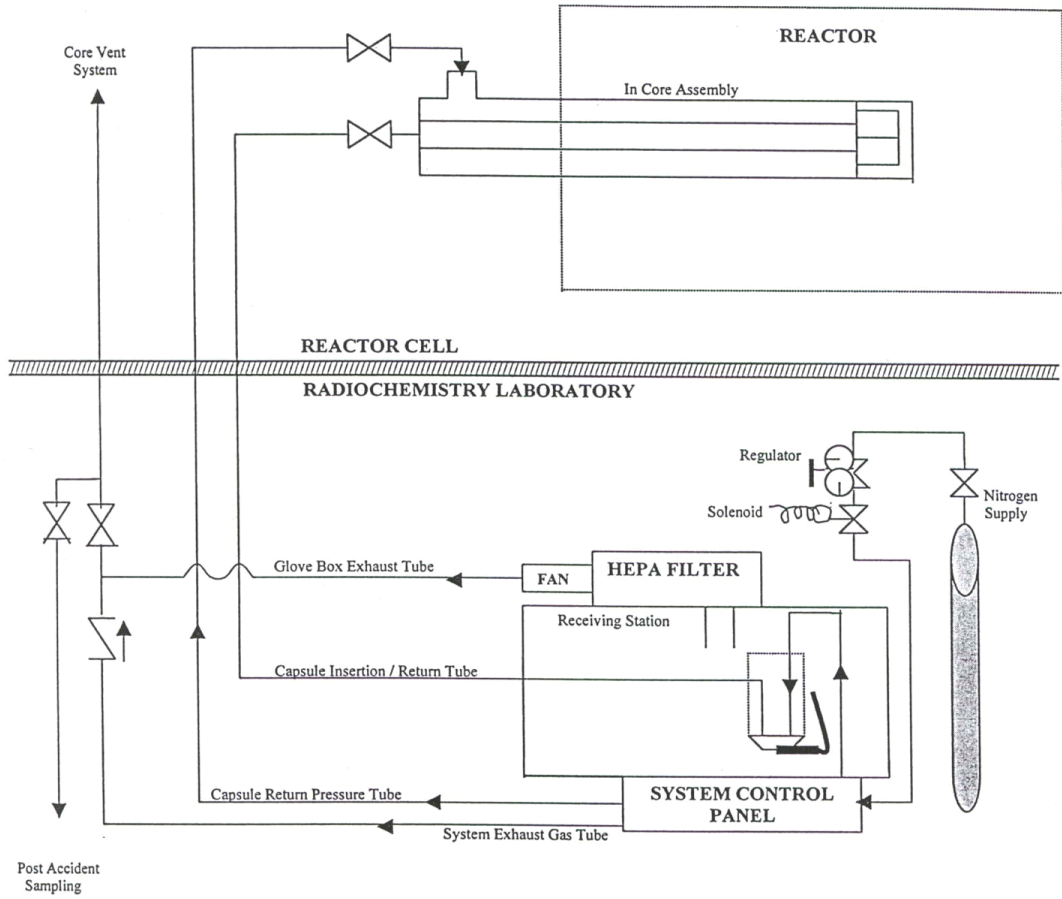 REACTOR
Core Vent
System
In Core Assembly
REACTOR CELL
RADIOCHEMISTRY LABORATORY
Regulator
Solenoid
Nitrogen
Supply
Glove Box Exhaust Tube
FAN
HEPA FILTER
Receiving Station
Capsule Insertion / Return Tube
Capsule Return Pressure Tube
SYSTEM CONTROL
PANEL
System Exhaust Gas Tube
Post Accident
Sampling